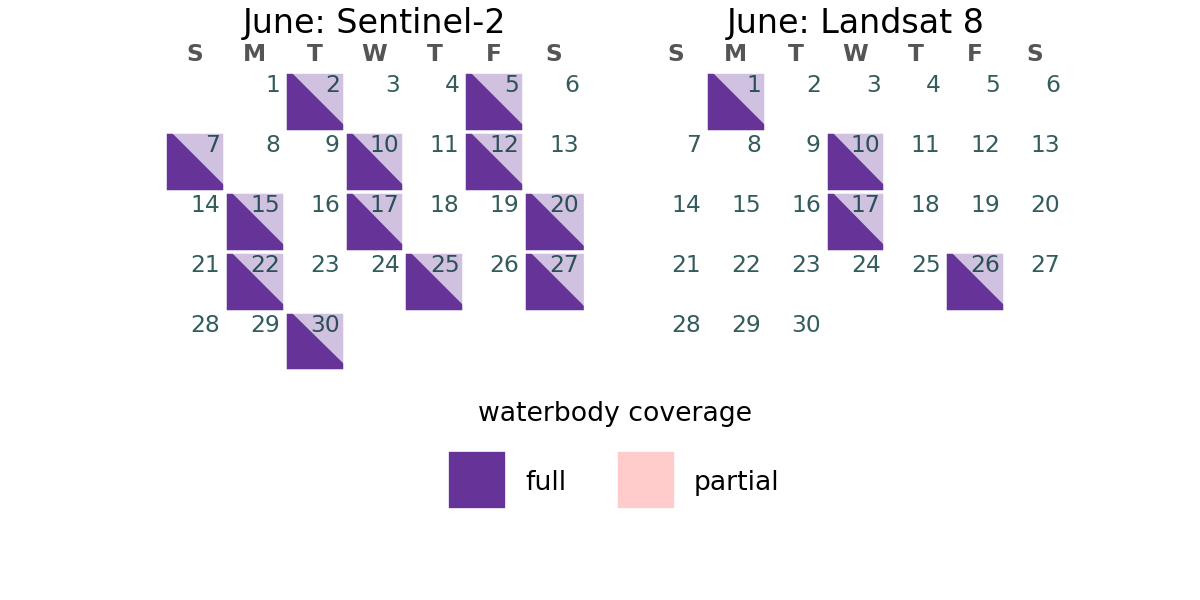 June: Sentinel-2
S M T W T F S
1 2 3 4 5 6
7 8 9 10 11 12 13
14 15 16 17 18 19 20
21 22 23 24 25 26 27
28 29 30
June: Landsat 8
S M T W T F S
1 2 3 4 5 6
7 8 9 10 11 12 13
14 15 16 17 18 19 20
21 22 23 24 25 26 27
28 29 30
waterbody coverage
full partial